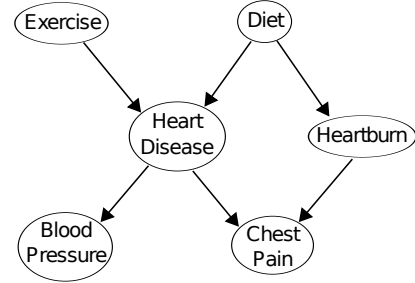 Exercise
Diet
Heart
Disease
Heartburn
Blood
Pressure
Chest
Pain